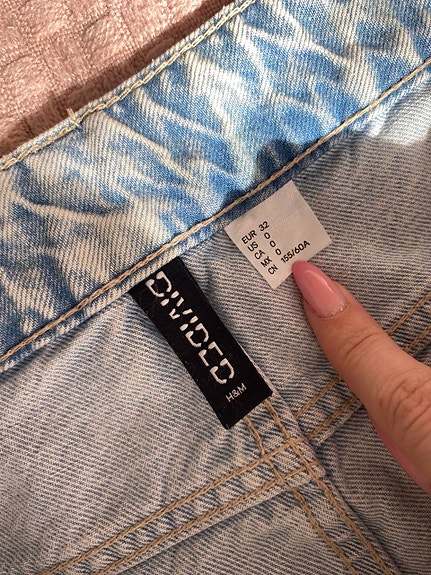 EUR 32
US 0
CA 0
MX 0
CN 155/60A
DIVIDED
H&M